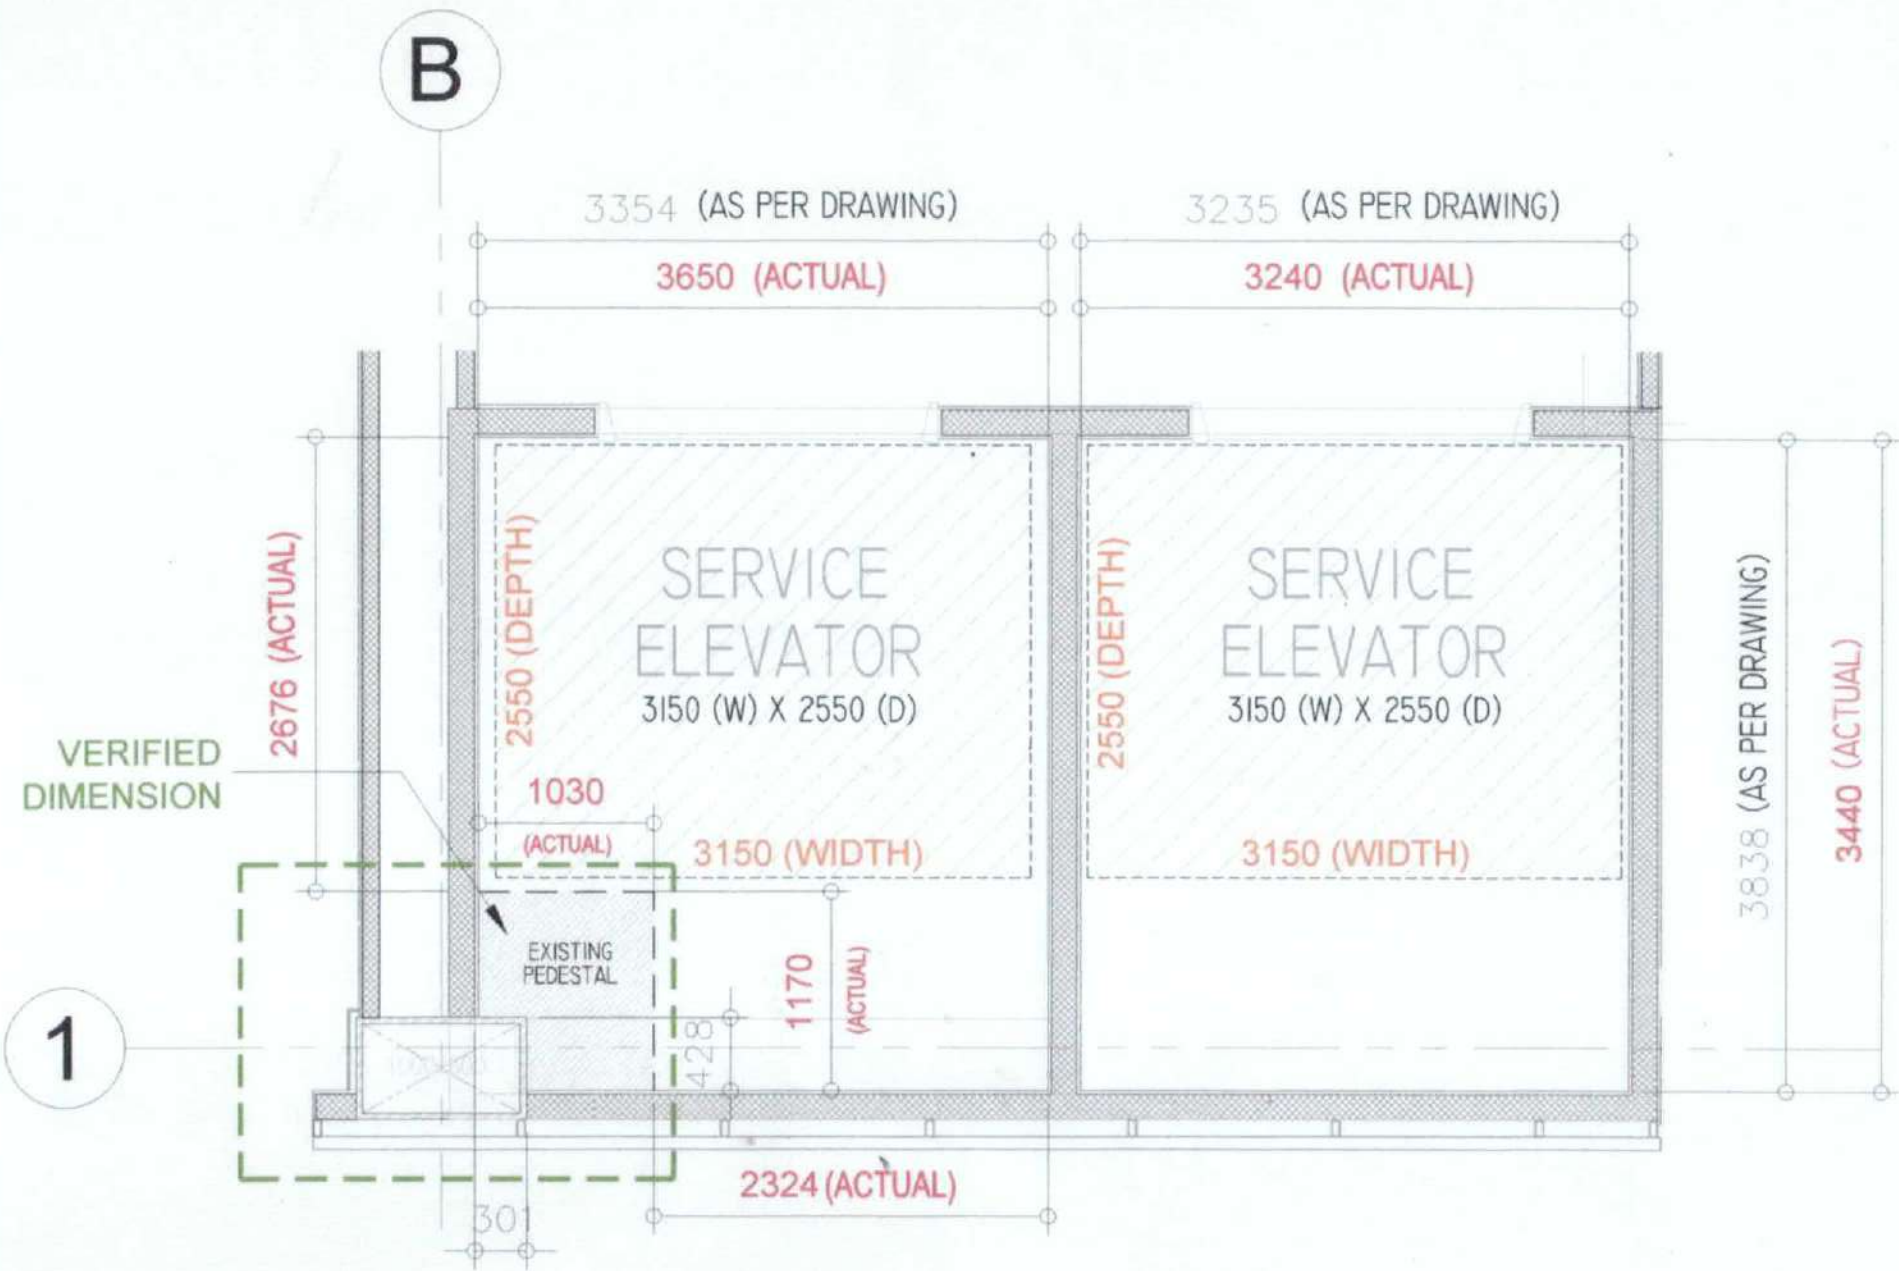 B
3354 (AS PER DRAWING)
3235 (AS PER DRAWING)
3650 (ACTUAL)
3240 (ACTUAL)
2676 (ACTUAL)
2550 (DEPTH)
SERVICE
ELEVATOR
3150 (W) X 2550 (D)
2550 (DEPTH)
SERVICE
ELEVATOR
3150 (W) X 2550 (D)
3838 (AS PER DRAWING)
3440 (ACTUAL)
VERIFIED
DIMENSION
1030
(ACTUAL)
3150 (WIDTH)
3150 (WIDTH)
EXISTING
PEDESTAL
1170
(ACTUAL)
428
1
2324 (ACTUAL)
301